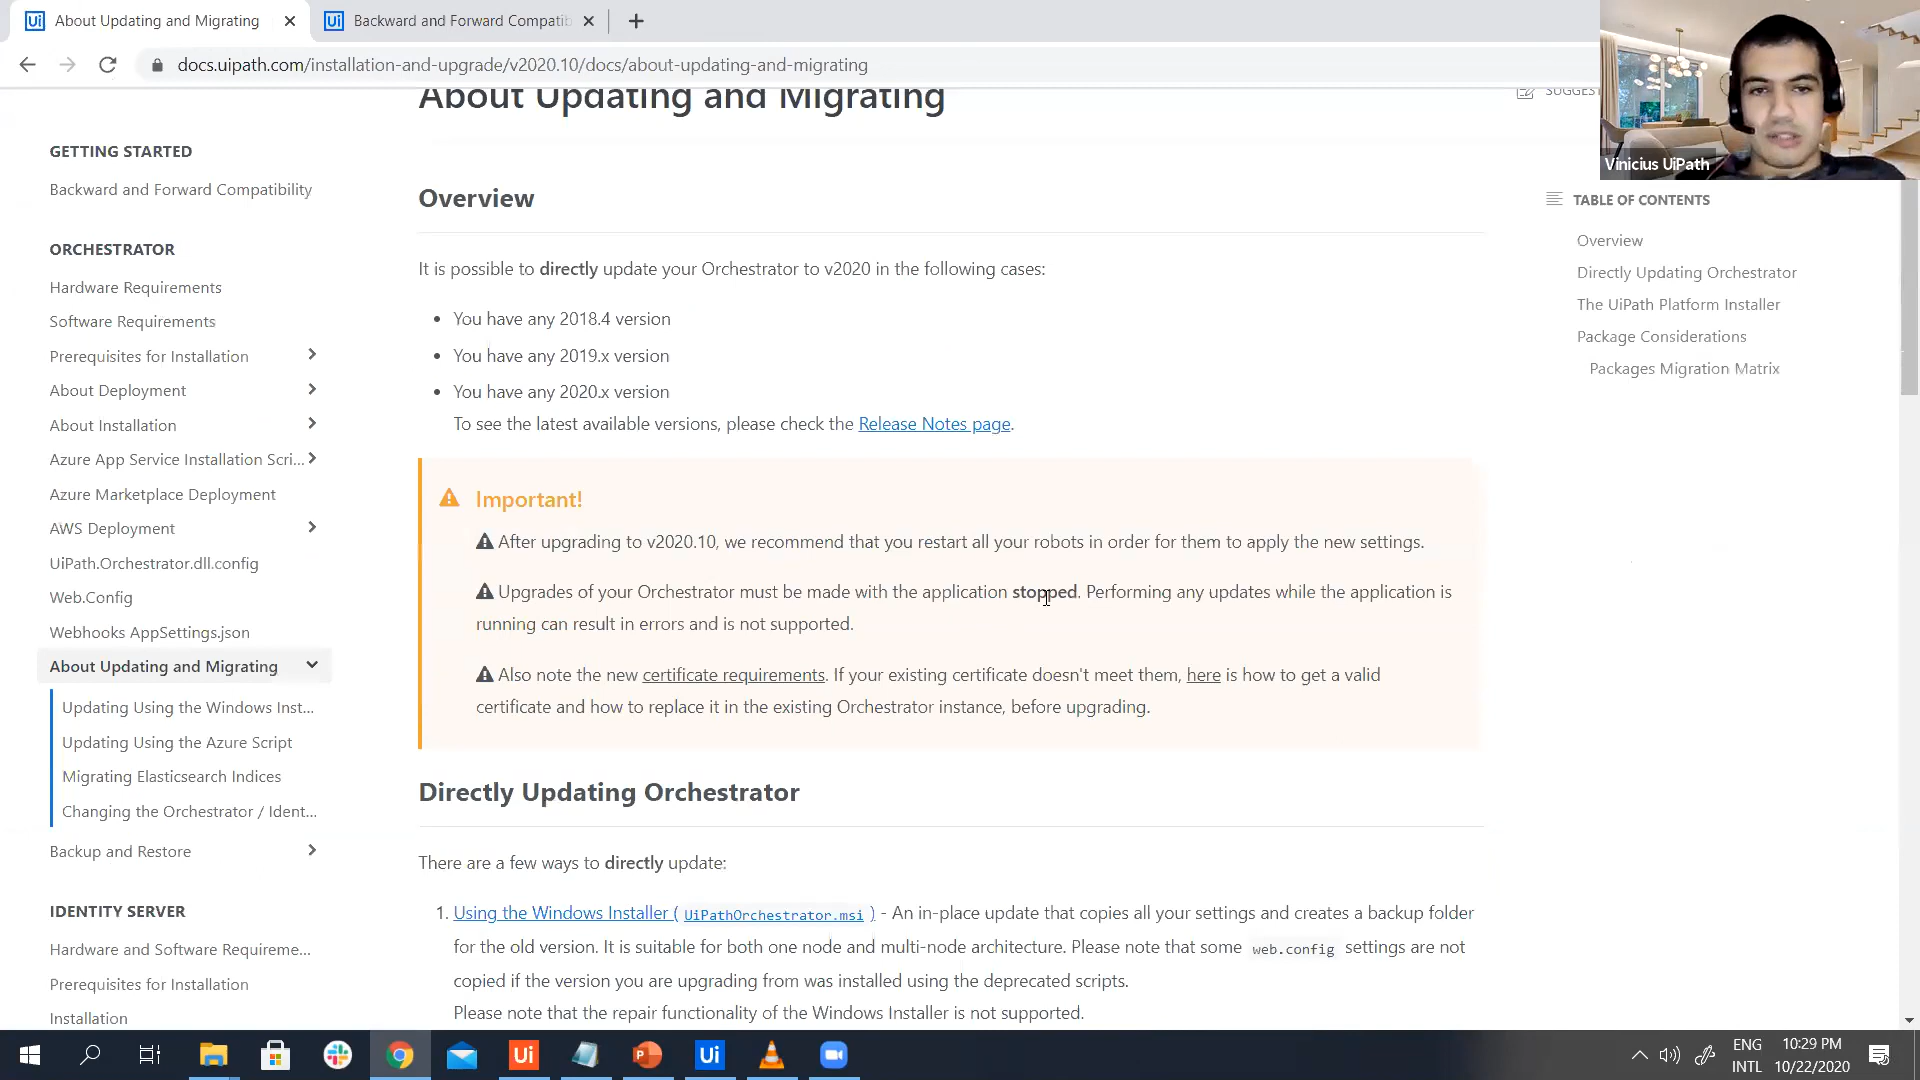 About Updating and Migrating
Backward and Forward Compatib
docs.uipath.com/installation-and-upgrade/v2020.10/docs/about-updating-and-migrating
Vinicius UiPath
GETTING STARTED
Backward and Forward Compatibility
ORCHESTRATOR
Hardware Requirements
Software Requirements
Prerequisites for Installation
About Deployment
About Installation
Azure App Service Installation Scri...
Azure Marketplace Deployment
AWS Deployment
UiPath.Orchestrator.dll.config
Web.Config
Webhooks AppSettings.json
About Updating and Migrating
Updating Using the Windows Inst...
Updating Using the Azure Script
Migrating Elasticsearch Indices
Changing the Orchestrator / Ident...
Backup and Restore
IDENTITY SERVER
Hardware and Software Requireme...
Prerequisites for Installation
Installation
About Updating and Migrating
Overview
It is possible to directly update your Orchestrator to v2020 in the following cases:
• You have any 2018.4 version
• You have any 2019.x version
• You have any 2020.x version
To see the latest available versions, please check the Release Notes page.
Important!
After upgrading to v2020.10, we recommend that you restart all your robots in order for them to apply the new settings.
Upgrades of your Orchestrator must be made with the application stopped. Performing any updates while the application is
running can result in errors and is not supported.
Also note the new certificate requirements. If your existing certificate doesn't meet them, here is how to get a valid
certificate and how to replace it in the existing Orchestrator instance, before upgrading.
Directly Updating Orchestrator
There are a few ways to directly update:
1. Using the Windows Installer ( UiPathOrchestrator.msi ) - An in-place update that copies all your settings and creates a backup folder
for the old version. It is suitable for both one node and multi-node architecture. Please note that some web.config settings are not
copied if the version you are upgrading from was installed using the deprecated scripts.
Please note that the repair functionality of the Windows Installer is not supported.
SUGGES
TABLE OF CONTENTS
Overview
Directly Updating Orchestrator
The UiPath Platform Installer
Package Considerations
Packages Migration Matrix
ENG
INTL
10:29 PM
10/22/2020